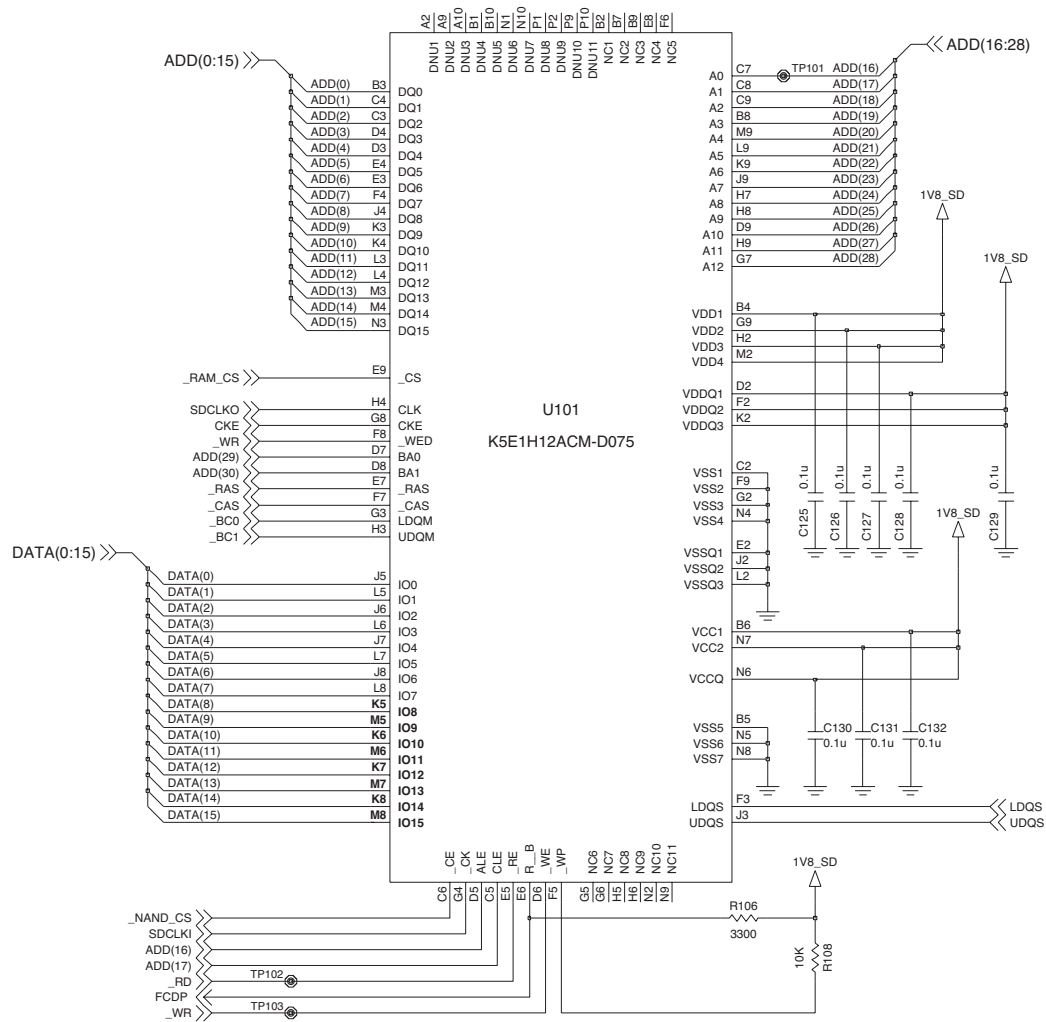 A2 A9 A10 B1 B10 N1 N10 P1 P2 P9 P10 B2 B7 B9 E8 F6
DNU1 DNU2 DNU3 DNU4 DNU5 DNU6 DNU7 DNU8 DNU9 DNU10 DNU11 NC1 NC2 NC3 NC4 NC5
ADD(0:15)
ADD(0) B3 DQ0
ADD(1) C4 DQ1
ADD(2) C3 DQ2
ADD(3) D4 DQ3
ADD(4) D3 DQ4
ADD(5) E4 DQ5
ADD(6) E3 DQ6
ADD(7) F4 DQ7
ADD(8) J4 DQ8
ADD(9) K3 DQ9
ADD(10) K4 DQ10
ADD(11) L3 DQ11
ADD(12) L4 DQ12
ADD(13) M3 DQ13
ADD(14) M4 DQ14
ADD(15) N3 DQ15
_RAM_CS E9 _CS
SDCLKO H4 CLK
CKE G8 CKE
_WR F8 _WED
ADD(29) D7 BA0
ADD(30) D8 BA1
_RAS E7 _RAS
_CAS F7 _CAS
_BC0 G3 LDQM
_BC1 H3 UDQM
DATA(0:15)
DATA(0) J5 IO0
DATA(1) L5 IO1
DATA(2) J6 IO2
DATA(3) L6 IO3
DATA(4) J7 IO4
DATA(5) L7 IO5
DATA(6) J8 IO6
DATA(7) L8 IO7
DATA(8) K5 IO8
DATA(9) M5 IO9
DATA(10) K6 IO10
DATA(11) M6 IO11
DATA(12) K7 IO12
DATA(13) M7 IO13
DATA(14) K8 IO14
DATA(15) M8 IO15
U101
K5E1H12ACM-D075
ADD(16:28)
A0 C7 TP101 ADD(16)
A1 C8 ADD(17)
A2 C9 ADD(18)
A3 B8 ADD(19)
A4 M9 ADD(20)
A5 L9 ADD(21)
A6 K9 ADD(22)
A7 J9 ADD(23)
A8 H7 ADD(24)
A9 H8 ADD(25)
A10 D9 ADD(26)
A11 H9 ADD(27)
A12 G7 ADD(28)
1V8_SD
1V8_SD
VDD1 B4
VDD2 G9
VDD3 H2
VDD4 M2
VDDQ1 D2
VDDQ2 F2
VDDQ3 K2
VSS1 C2
VSS2 F9
VSS3 G2
VSS4 N4
VSSQ1 E2
VSSQ2 J2
VSSQ3 L2
C125 0.1u
C126 0.1u
C127 0.1u
C128 0.1u
C129 0.1u
1V8_SD
VCC1 B6
VCC2 N7
VCCQ N6
VSS5 B5
VSS6 N5
VSS7 N8
C130 0.1u
C131 0.1u
C132 0.1u
LDQS F3 LDQS
UDQS J3 UDQS
_CE _CK ALE CLE _RE R__B _WE _WP NC6 NC7 NC8 NC9 NC10 NC11
C6 G4 D5 C5 E5 E6 D6 F5 G5 G6 H5 H6 N2 N9
_NAND_CS
SDCLKI
ADD(16)
ADD(17)
_RD TP102
FCDP
_WR TP103
1V8_SD
R106
3300
10K R108